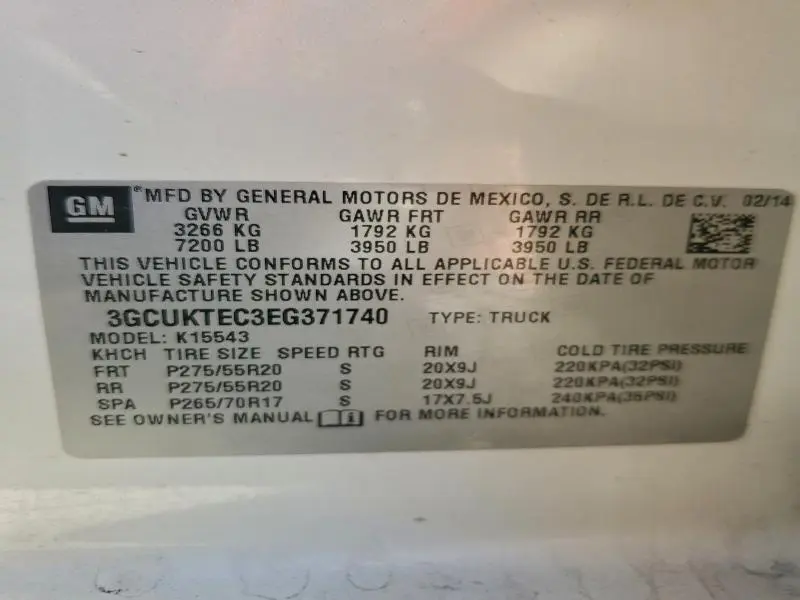 GM ®MFD BY GENERAL MOTORS DE MEXICO, S. DE R.L. DE C.V. 02/14
GVWR GAWR FRT GAWR RR
3266 KG 1792 KG 1792 KG
7200 LB 3950 LB 3950 LB
THIS VEHICLE CONFORMS TO ALL APPLICABLE U.S. FEDERAL MOTOR
VEHICLE SAFETY STANDARDS IN EFFECT ON THE DATE OF
MANUFACTURE SHOWN ABOVE.
3GCUKTEC3EG371740 TYPE: TRUCK
MODEL: K15543
KHCH TIRE SIZE SPEED RTG RIM COLD TIRE PRESSURE
FRT P275/55R20 S 20X9J 220KPA(32PSI)
RR P275/55R20 S 20X9J 220KPA(32PSI)
SPA P265/70R17 S 17X7.5J 240KPA(35PSI)
SEE OWNER'S MANUAL FOR MORE INFORMATION.